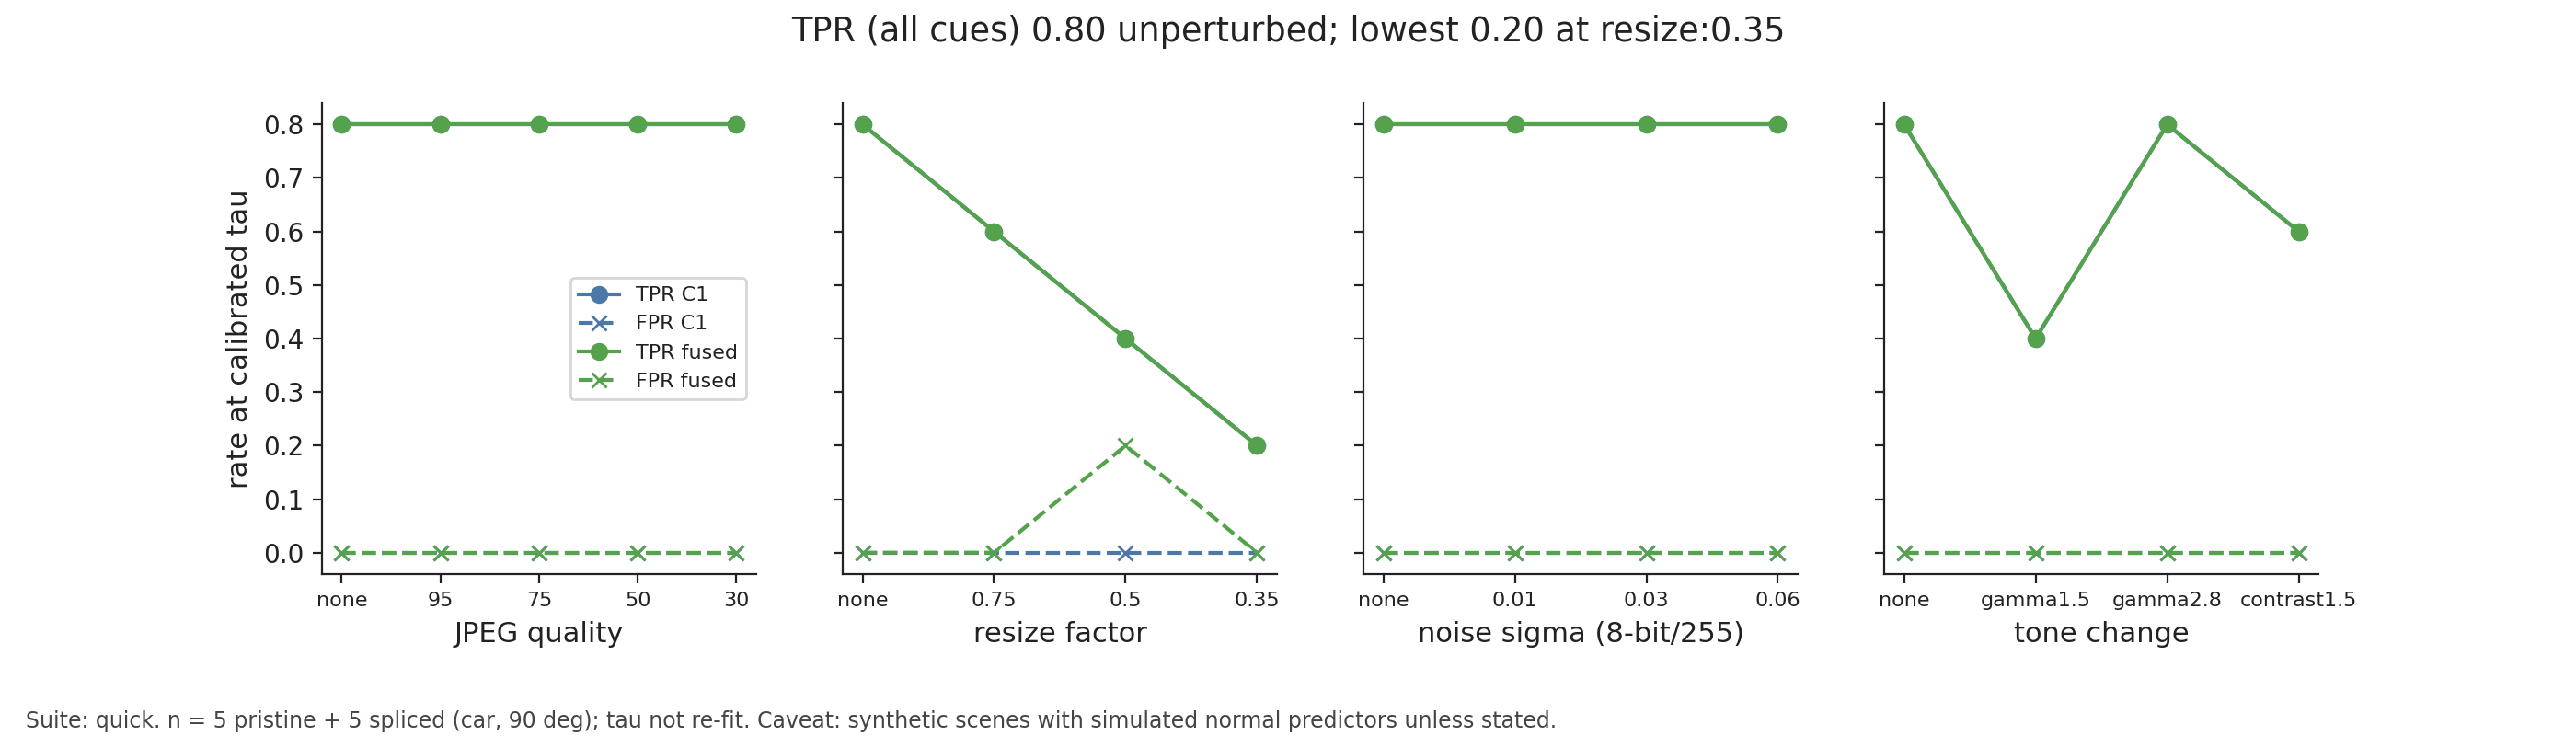 TPR (all cues) 0.80 unperturbed; lowest 0.20 at resize:0.35
rate at calibrated tau
0.8
0.7
0.6
0.5
0.4
0.3
0.2
0.1
0.0
TPR C1
FPR C1
TPR fused
FPR fused
none 95 75 50 30
JPEG quality
none 0.75 0.5 0.35
resize factor
none 0.01 0.03 0.06
noise sigma (8-bit/255)
none gamma1.5 gamma2.8 contrast1.5
tone change
Suite: quick. n = 5 pristine + 5 spliced (car, 90 deg); tau not re-fit. Caveat: synthetic scenes with simulated normal predictors unless stated.